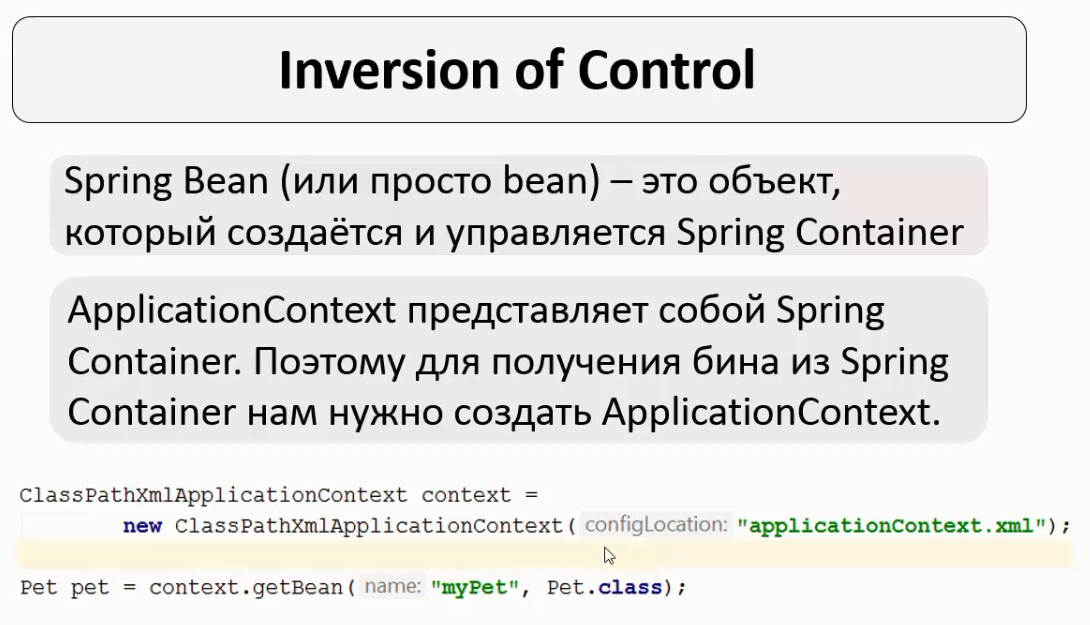 Inversion of Control
Spring Bean (или просто bean) – это объект,
который создаётся и управляется Spring Container
ApplicationContext представляет собой Spring
Container. Поэтому для получения бина из Spring
Container нам нужно создать ApplicationContext.
ClassPathXmlApplicationContext context =
new ClassPathXmlApplicationContext( configLocation: "applicationContext.xml");
Pet pet = context.getBean( name: "myPet", Pet.class);